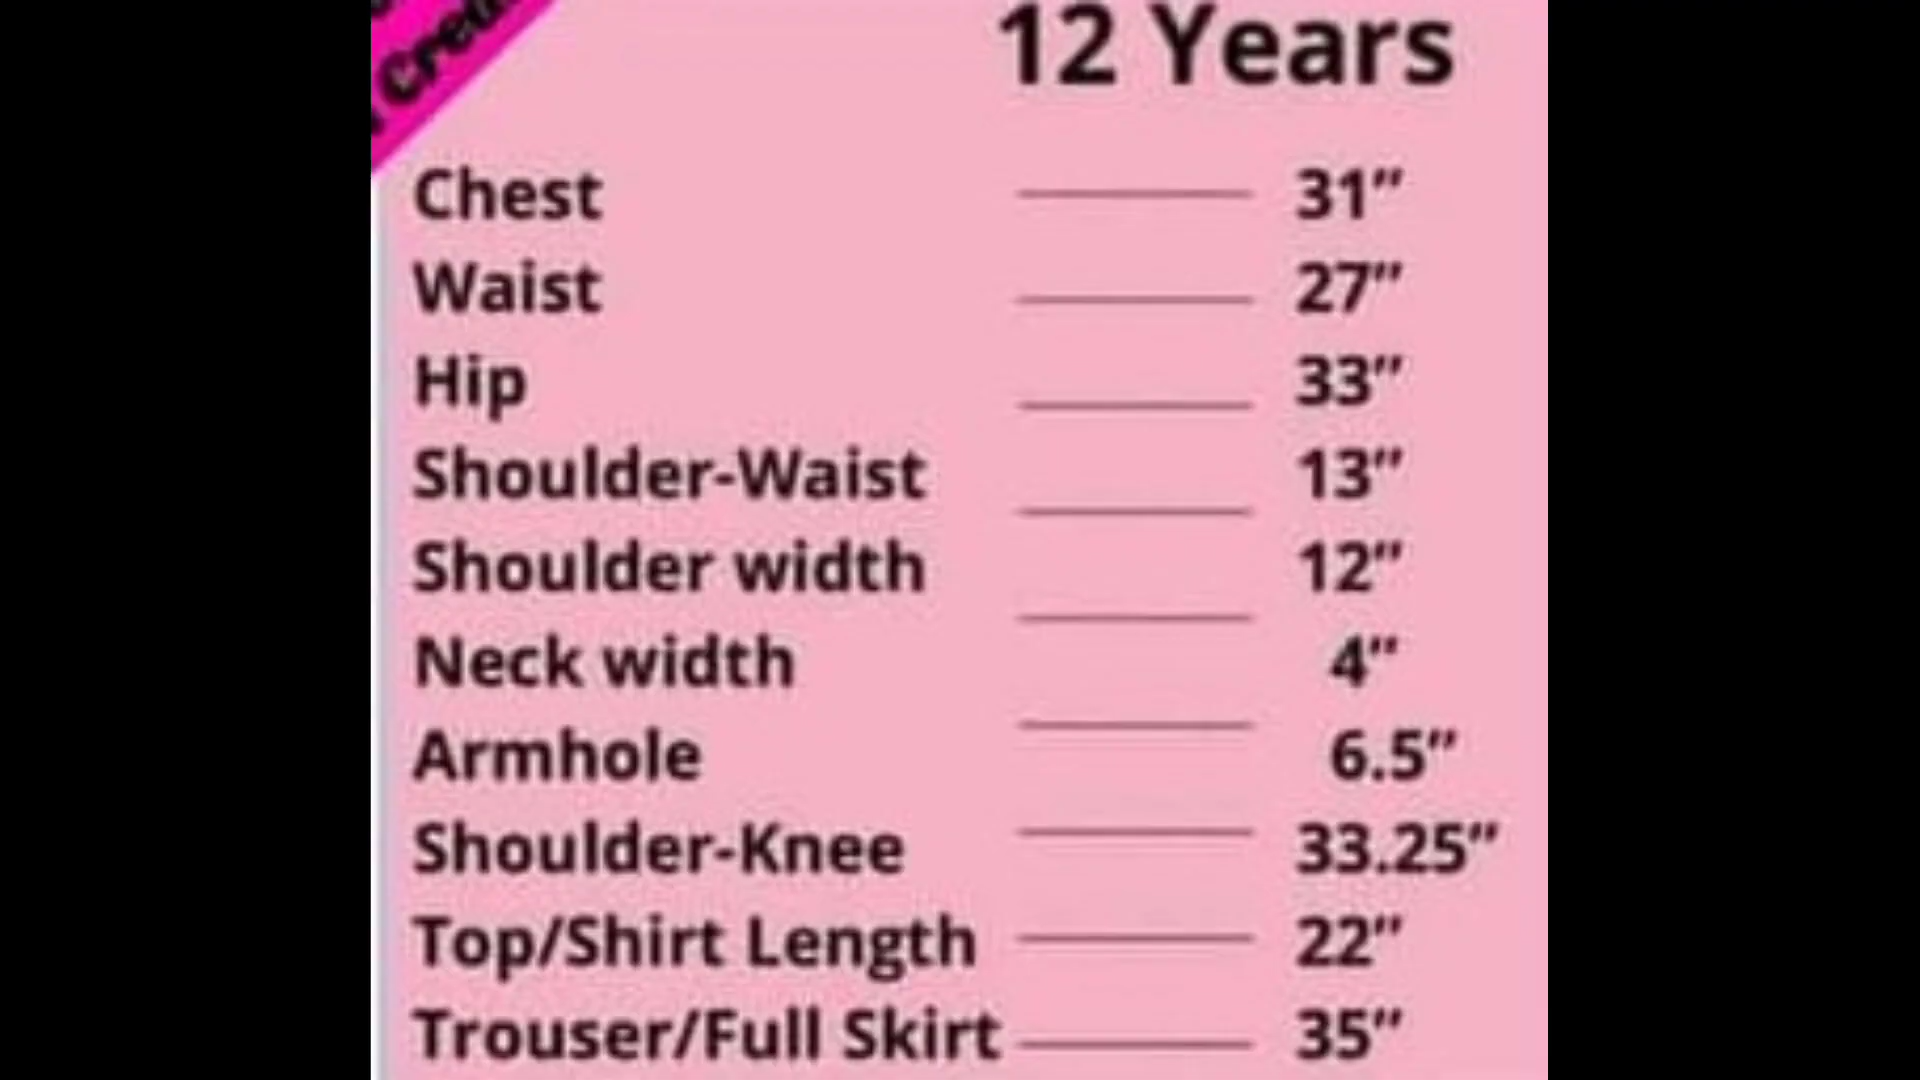 12 Years
Chest 31”
Waist 27”
Hip 33”
Shoulder-Waist 13”
Shoulder width 12”
Neck width 4”
Armhole 6.5”
Shoulder-Knee 33.25”
Top/Shirt Length 22”
Trouser/Full Skirt 35”